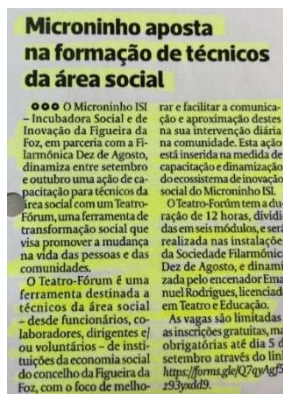 Microninho aposta
na formação de técnicos
da área social
O Microninho ISI
– Incubadora Social e de
Inovação da Figueira da
Foz, em parceria com a Fi-
larmónica Dez de Agosto,
dinamiza entre setembro
e outubro uma ação de ca-
pacitação para técnicos da
área social com um Teatro-
Fórum, uma ferramenta de
transformação social que
visa promover a mudança
na vida das pessoas e das
comunidades.
O Teatro-Fórum é uma
ferramenta destinada a
técnicos da área social
– desde funcionários, co-
laboradores, dirigentes e/
ou voluntários – de insti-
tuições da economia social
do concelho da Figueira da
Foz, com o foco de melho-
rar e facilitar a comunica-
ção e aproximação destes
na sua intervenção diária
na comunidade. Esta ação
está inserida na medida de
capacitação e dinamização
do ecossistema de inovação
social do Microninho ISI.
O Teatro-Forúm tem a du-
ração de 12 horas, dividi-
das em seis módulos, e será
realizada nas instalações
da Sociedade Filarmónica
Dez de Agosto, e dinami-
zada pelo encenador Ema-
nuel Rodrigues, licenciado
em Teatro e Educação.
As vagas são limitadas
as inscrições gratuitas, mas
obrigatórias até dia 5 de
setembro através do link